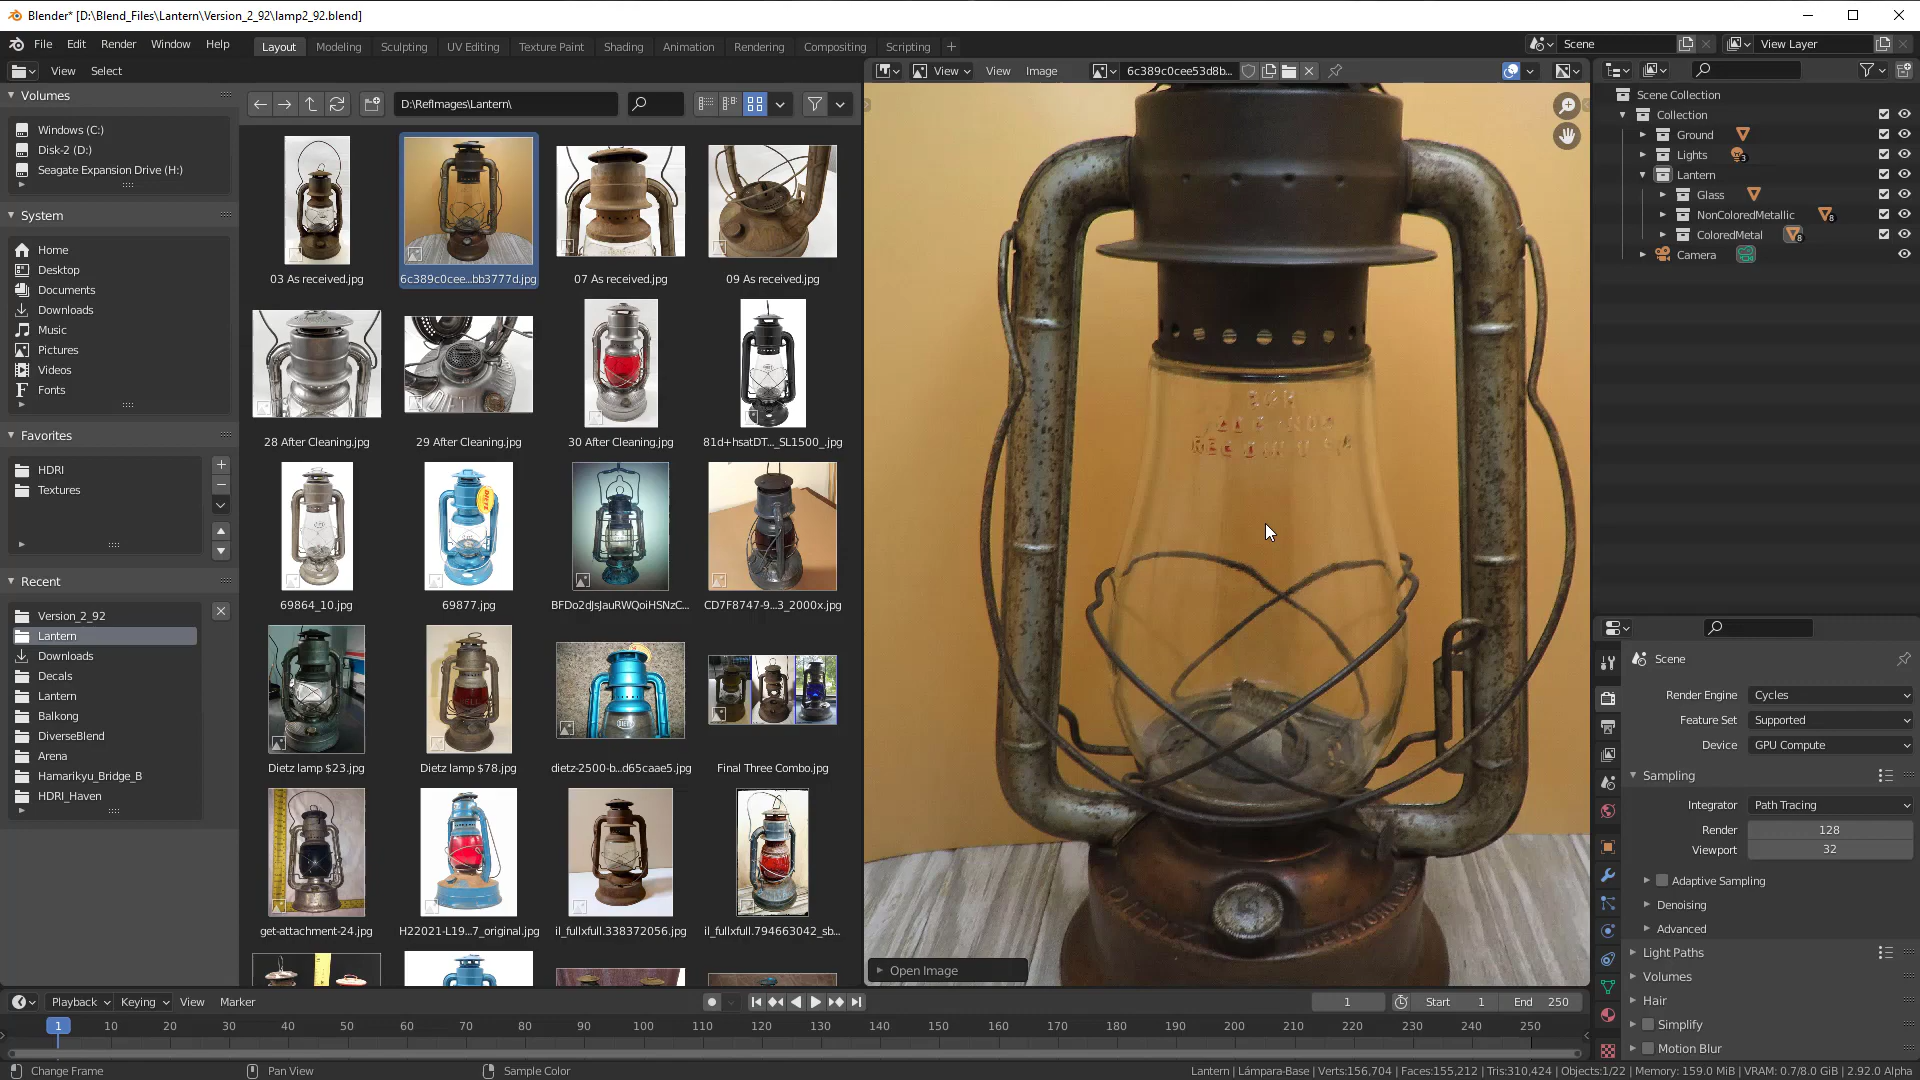 Blender* [D:\Blend_Files\Lantern\Version_2_92\lamp2_92.blend]
File Edit Render Window Help
Layout Modeling Sculpting UV Editing Texture Paint Shading Animation Rendering Compositing Scripting +
Scene
View Layer
View Select
View View Image 6c389c0cee53d8b...
Volumes
Windows (C:)
Disk-2 (D:)
Seagate Expansion Drive (H:)
System
Home
Desktop
Documents
Downloads
Music
Pictures
Videos
Fonts
Favorites
HDRI
Textures
Recent
Version_2_92
Lantern
Downloads
Decals
Lantern
Balkong
DiverseBlend
Arena
Hamarikyu_Bridge_B
HDRI_Haven
D:\RefImages\Lantern\
03 As received.jpg
6c389c0cee...bb3777d.jpg
07 As received.jpg
09 As received.jpg
28 After Cleaning.jpg
29 After Cleaning.jpg
30 After Cleaning.jpg
81d+hsatDT..._SL1500_.jpg
69864_10.jpg
69877.jpg
BFDo2dJsJauRWQoiHSNzC...
CD7F8747-9...3_2000x.jpg
Dietz lamp $23.jpg
Dietz lamp $78.jpg
dietz-2500-b...d65caae5.jpg
Final Three Combo.jpg
get-attachment-24.jpg
H22021-L19...7_original.jpg
il_fullxfull.338372056.jpg
il_fullxfull.794663042_sb...
Open Image
Scene Collection
Collection
Ground
Lights 3
Lantern
Glass
NonColoredMetallic 8
ColoredMetal 8
Camera
Scene
Render Engine Cycles
Feature Set Supported
Device GPU Compute
Sampling
Integrator Path Tracing
Render 128
Viewport 32
Adaptive Sampling
Denoising
Advanced
Light Paths
Volumes
Hair
Simplify
Motion Blur
Playback Keying View Marker
1 Start 1 End 250
1 10 20 30 40 50 60 70 80 90 100 110 120 130 140 150 160 170 180 190 200 210 220 230 240 250
Change Frame Pan View Sample Color
Lantern | Lámpara-Base | Verts:156,704 | Faces:155,212 | Tris:310,424 | Objects:1/22 | Memory: 159.0 MiB | VRAM: 0.7/8.0 GiB | 2.92.0 Alpha